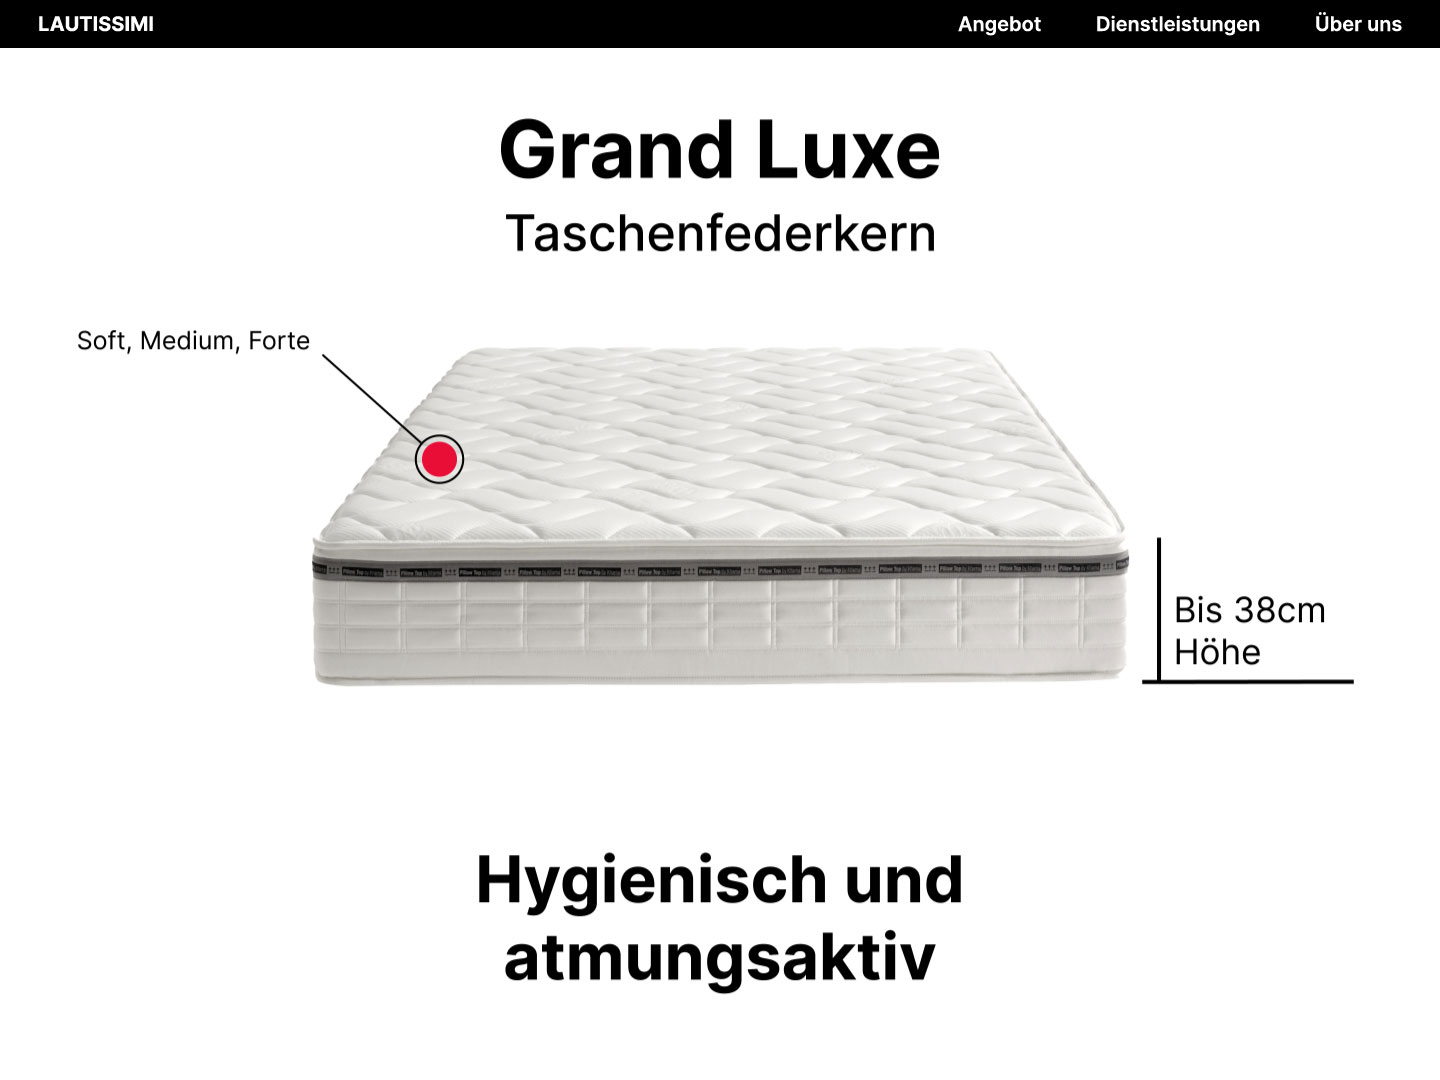 LAUTISSIMI
Angebot
Dienstleistungen
Über uns
Grand Luxe
Taschenfederkern
Soft, Medium, Forte
Bis 38cm
Höhe
Hygienisch und
atmungsaktiv